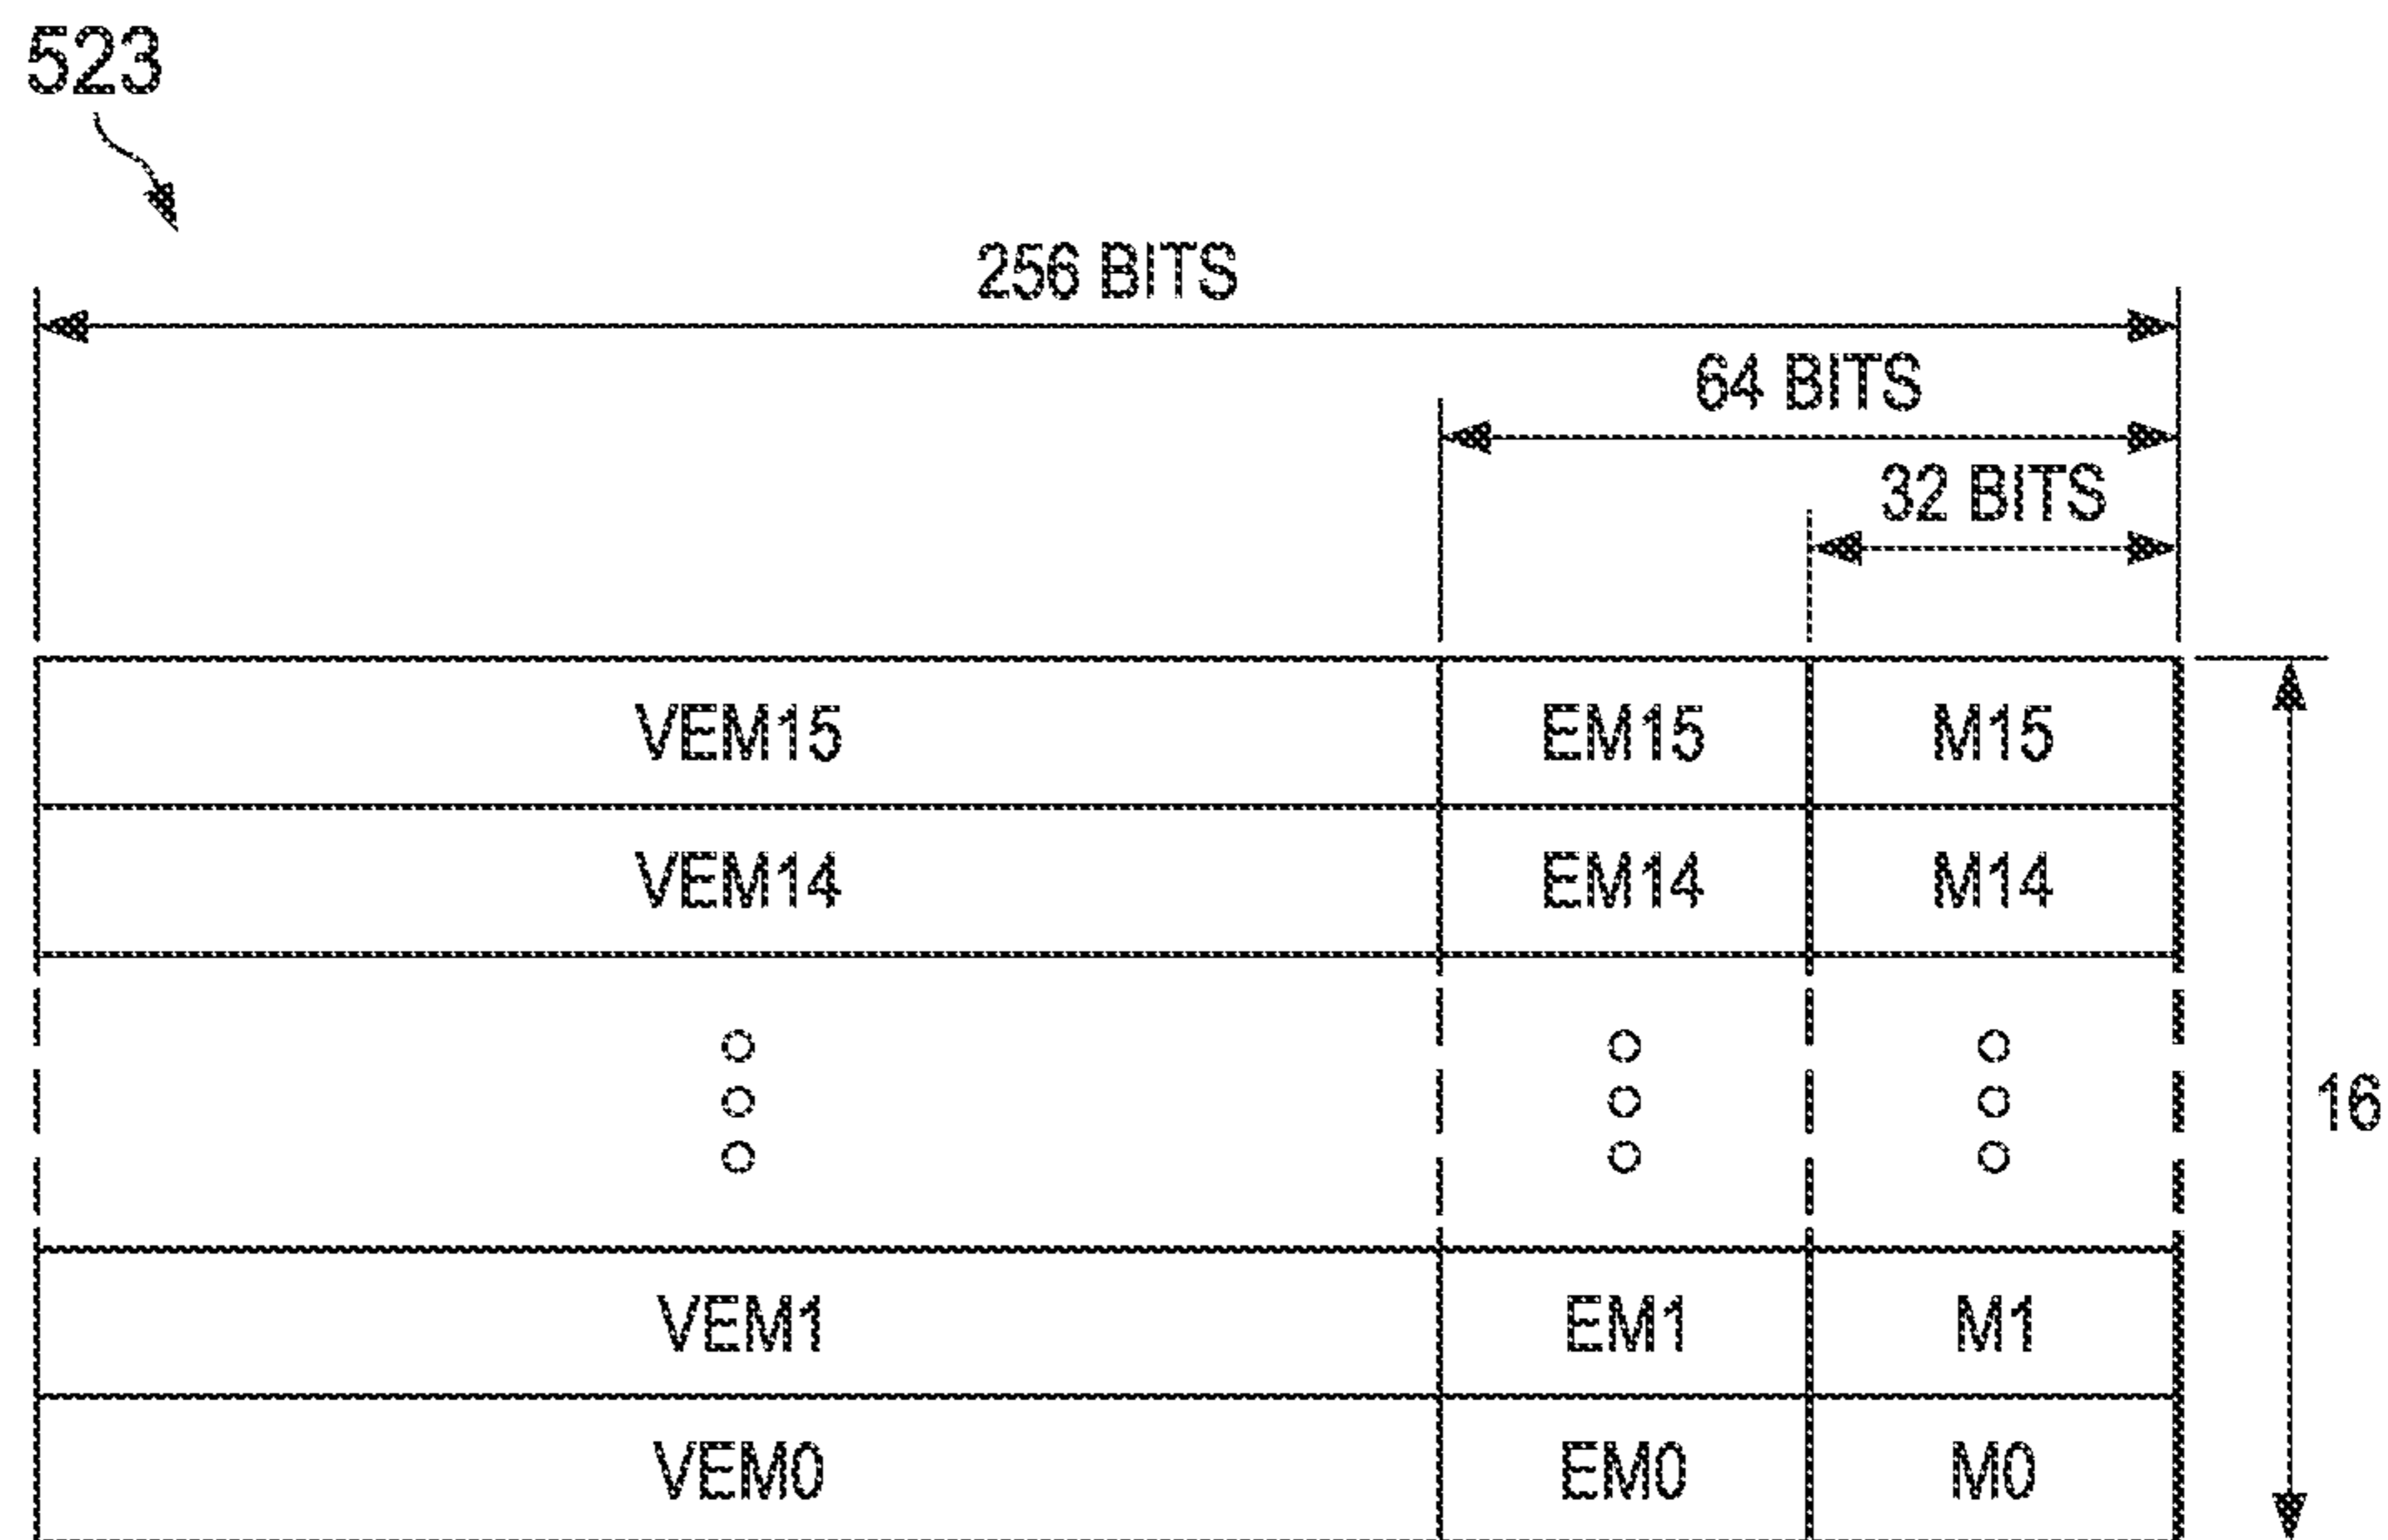 523
256 BITS
64 BITS
32 BITS
VEM15 EM15 M15
VEM14 EM14 M14
16
VEM1 EM1 M1
VEM0 EM0 M0